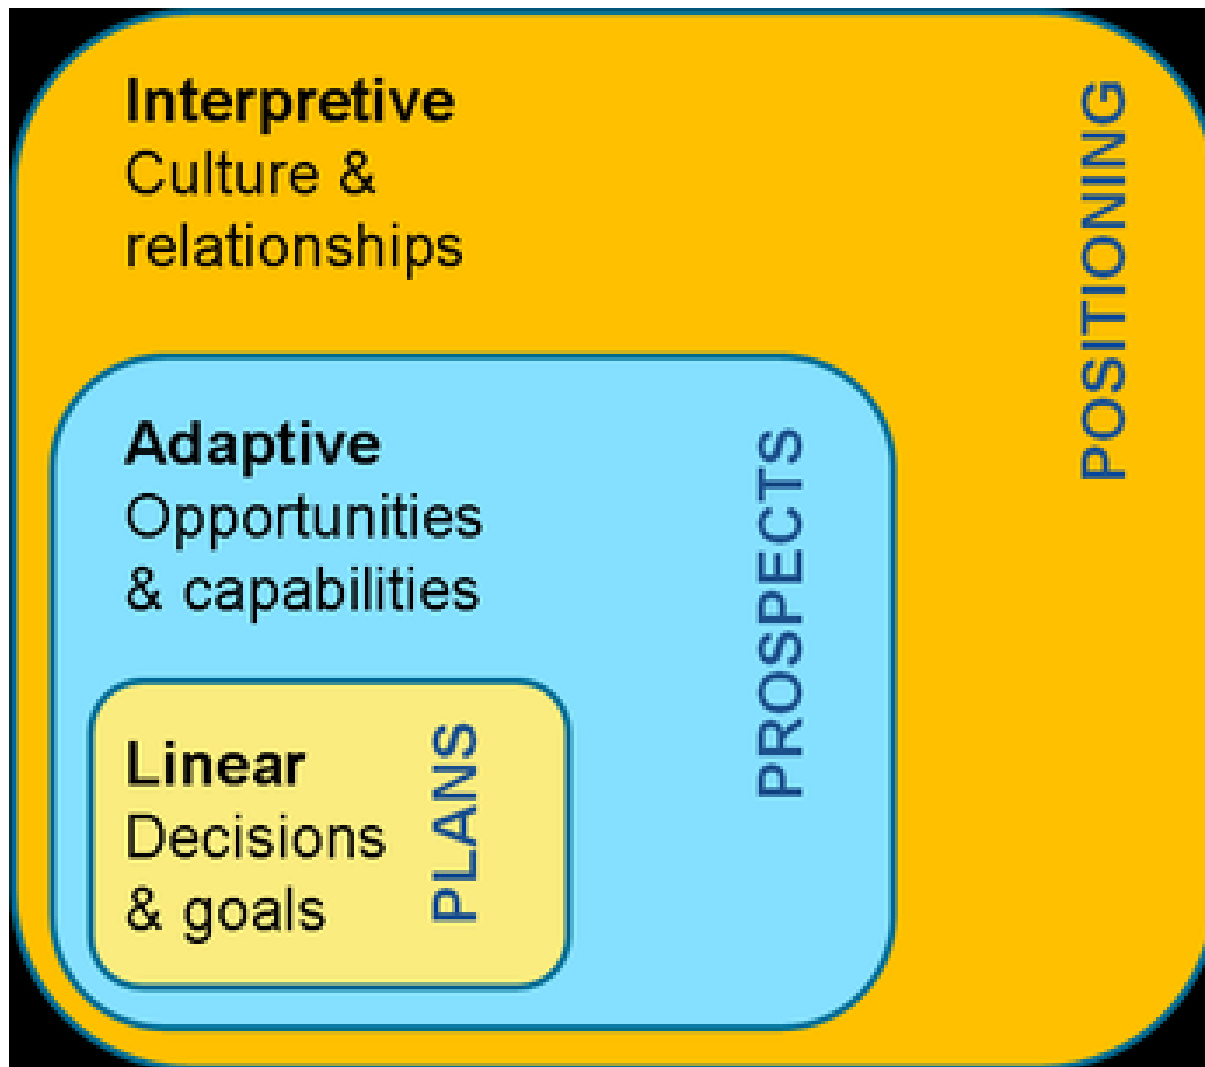 Interpretive
Culture &
relationships
POSITIONING
Adaptive
Opportunities
& capabilities
PROSPECTS
Linear
Decisions
& goals
PLANS